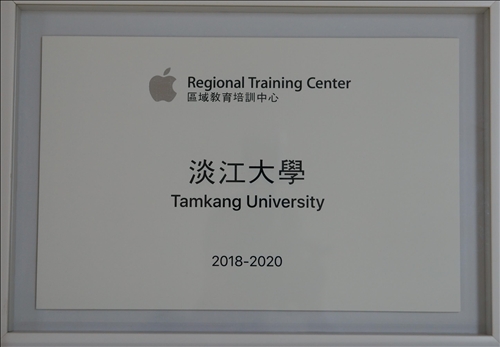 Regional Training Center
區域教育培訓中心
淡江大學
Tamkang University
2018-2020